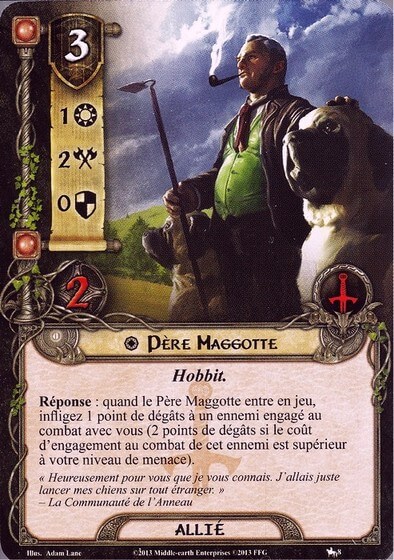 3
1
2
0
2
Père Maggotte
Hobbit.
Réponse : quand le Père Maggotte entre en jeu,
infligez 1 point de dégâts à un ennemi engagé au
combat avec vous (2 points de dégâts si le coût
d'engagement au combat de cet ennemi est supérieur
à votre niveau de menace).
« Heureusement pour vous que je vous connais. J'allais juste
lancer mes chiens sur tout étranger. »
– La Communauté de l'Anneau
Allié
Illus. Adam Lane ©2013 Middle-earth Enterprises ©2013 FFG 8